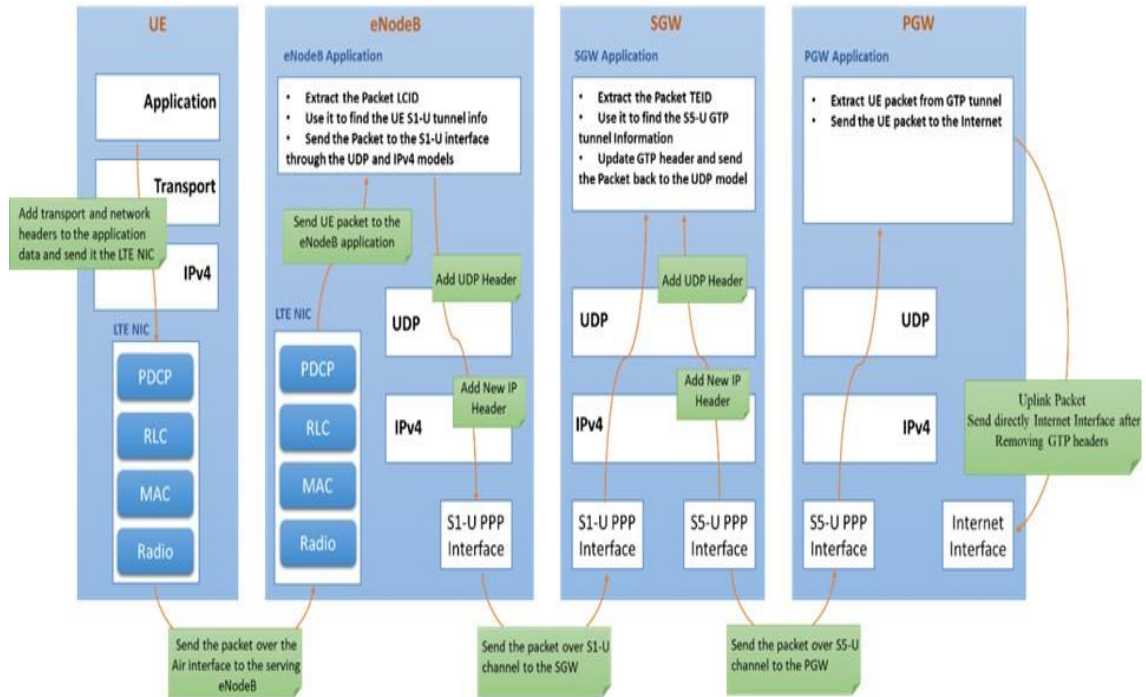 UE
Application
Transport
Add transport and network
headers to the application
data and send it the LTE NIC
IPv4
LTE NIC
PDCP
RLC
MAC
Radio
Send the packet over the
Air interface to the serving
eNodeB
eNodeB
eNodeB Application
• Extract the Packet LCID
• Use it to find the UE S1-U tunnel info
• Send the Packet to the S1-U interface
through the UDP and IPv4 models
Send UE packet to the
eNodeB application
Add UDP Header
LTE NIC
PDCP
RLC
MAC
Radio
UDP
Add New IP
Header
IPv4
S1-U PPP
Interface
Send the packet over S1-U
channel to the SGW
SGW
SGW Application
• Extract the Packet TEID
• Use it to find the S5-U GTP
tunnel Information
• Update GTP header and send
the Packet back to the UDP model
Add UDP Header
UDP
Add New IP
Header
IPv4
S1-U PPP
Interface
S5-U PPP
Interface
Send the packet over S5-U
channel to the PGW
PGW
PGW Application
• Extract UE packet from GTP tunnel
• Send the UE packet to the Internet
UDP
IPv4
Uplink Packet
Send directly Internet Interface after
Removing GTP headers
S5-U PPP
Interface
Internet
Interface